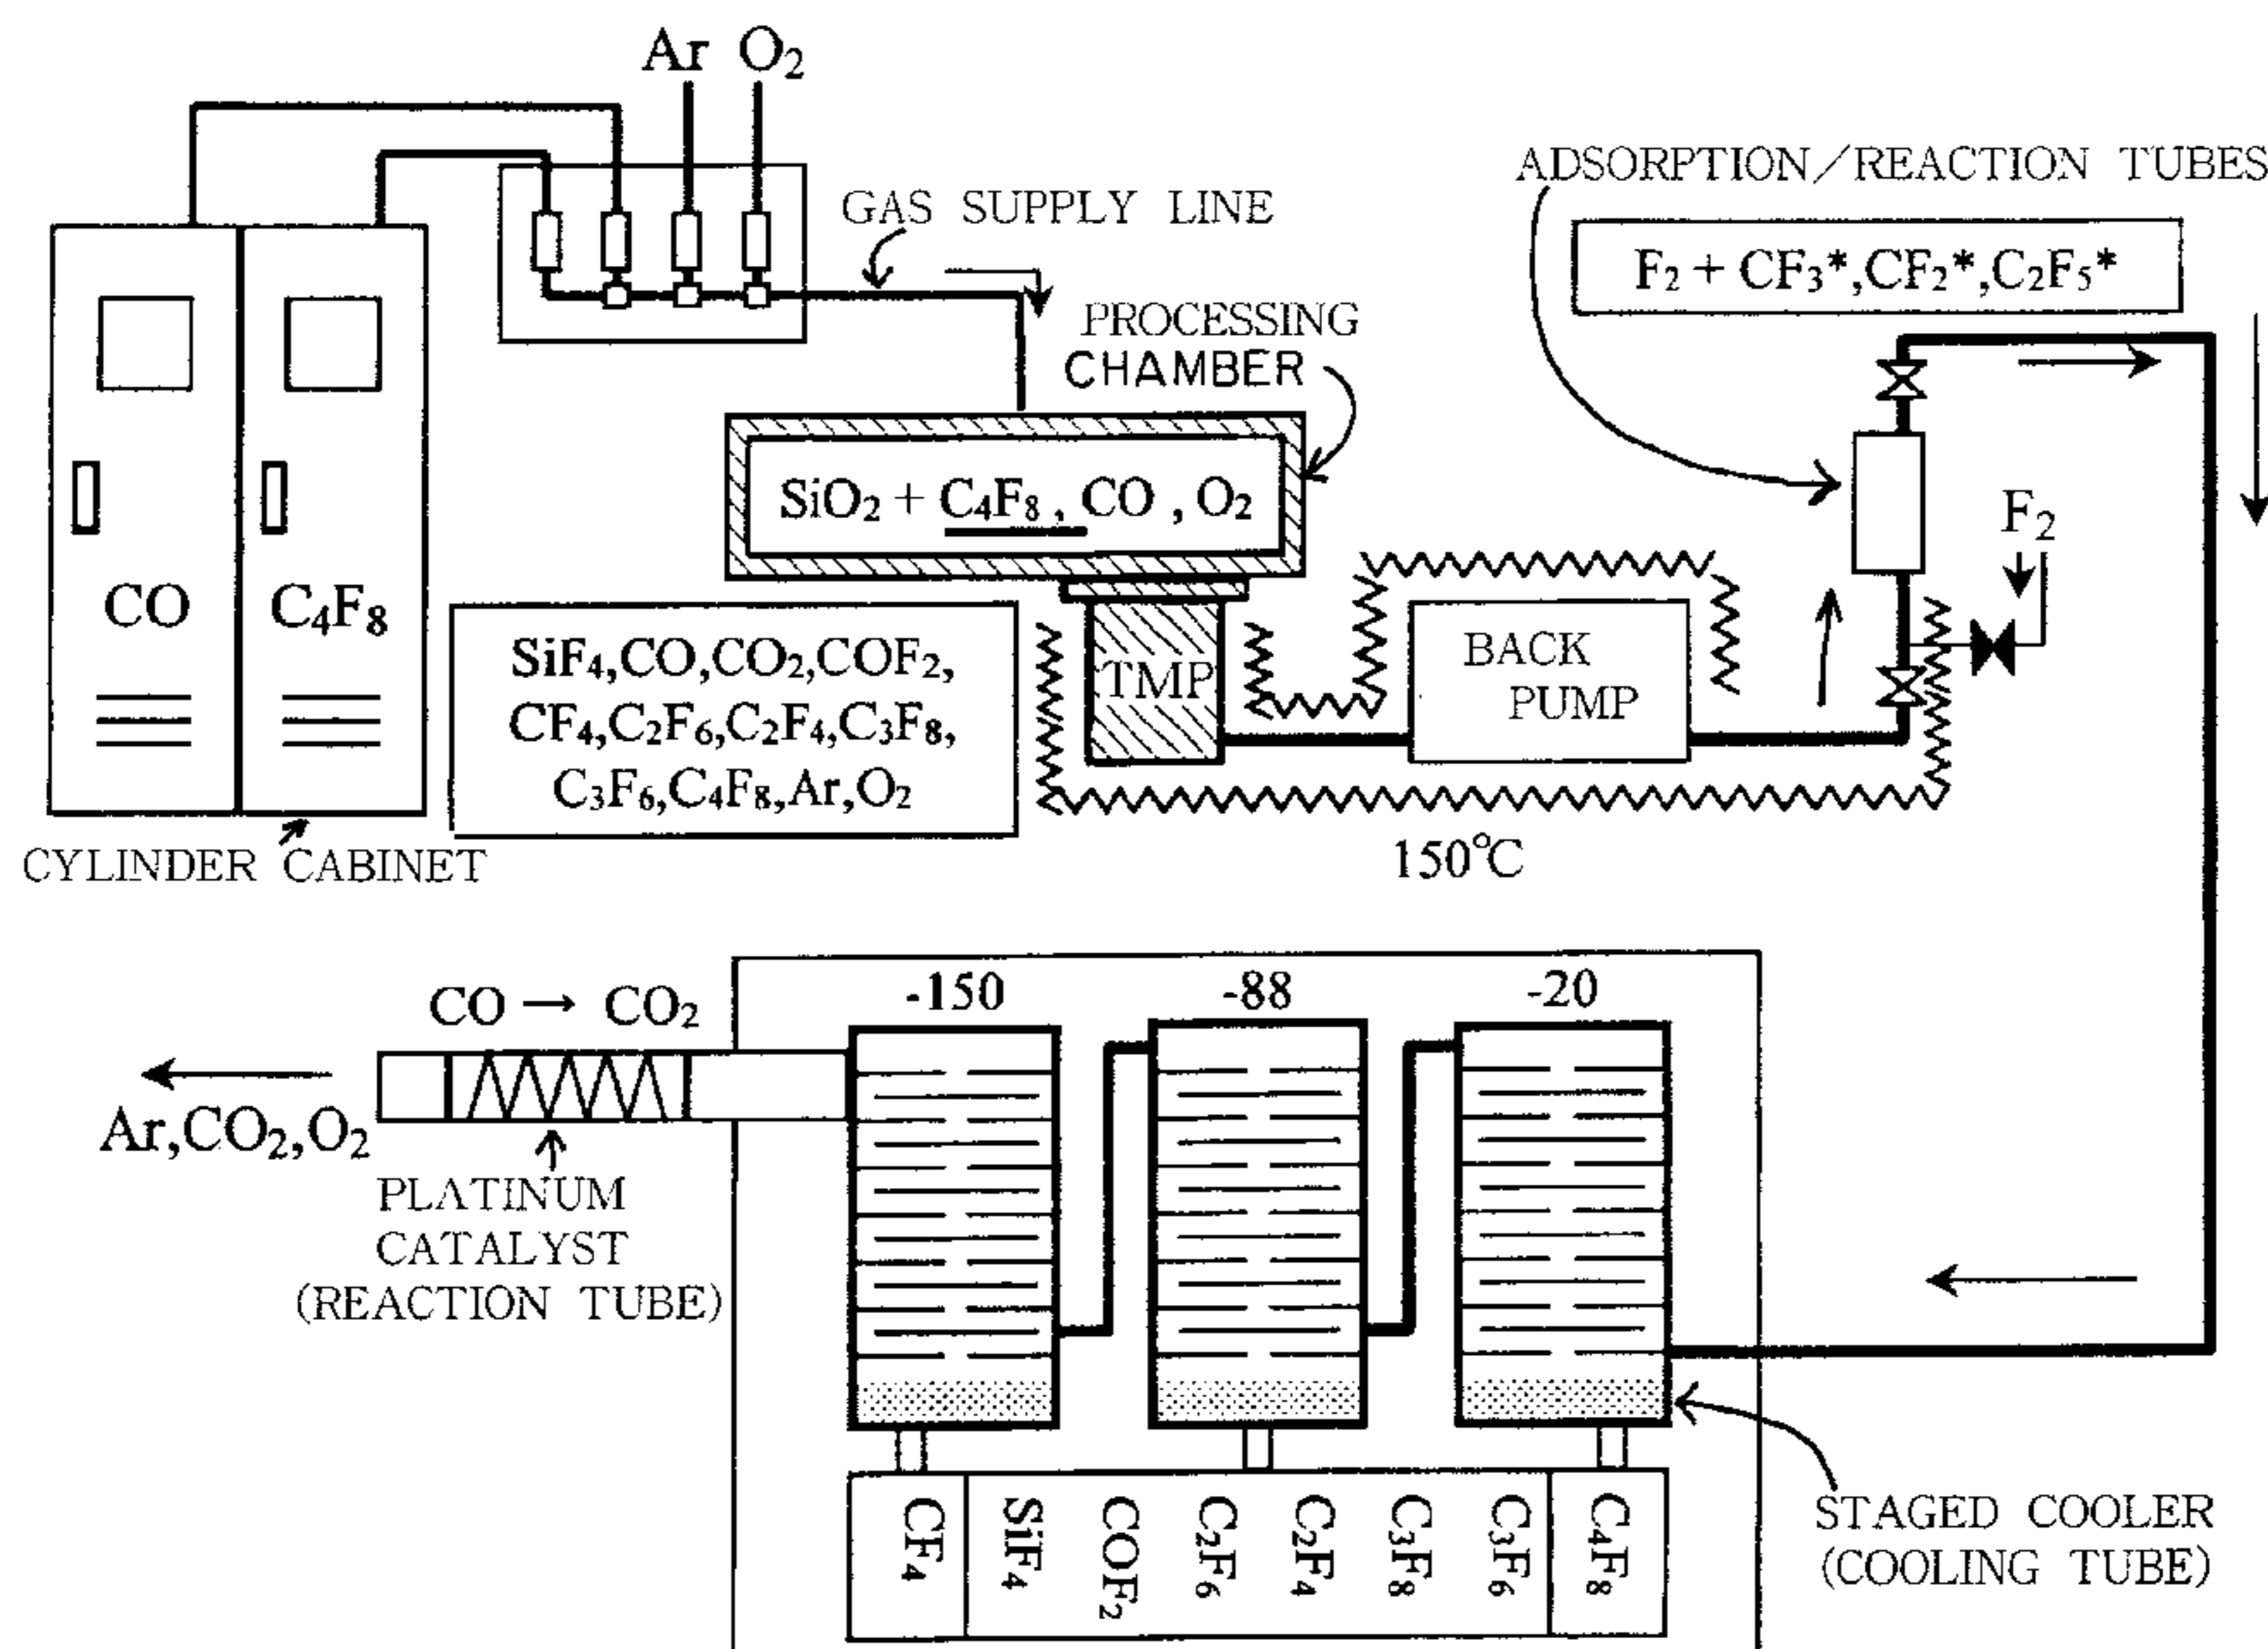 Ar O₂
ADSORPTION/REACTION TUBES
GAS SUPPLY LINE
F₂ + CF₃*,CF₂*,C₂F₅*
PROCESSING
CHAMBER
SiO₂ + C₄F₈ , CO , O₂
F₂
CO
C₄F₈
SiF₄,CO,CO₂,COF₂,
CF₄,C₂F₆,C₂F₄,C₃F₈,
C₃F₆,C₄F₈,Ar,O₂
TMP
BACK
PUMP
CYLINDER CABINET
150℃
-150
-88
-20
CO → CO₂
Ar,CO₂,O₂
PLATINUM
CATALYST
(REACTION TUBE)
CF₄
SiF₄
COF₂
C₂F₆
C₂F₄
C₃F₈
C₃F₆
C₄F₈
STAGED COOLER
(COOLING TUBE)